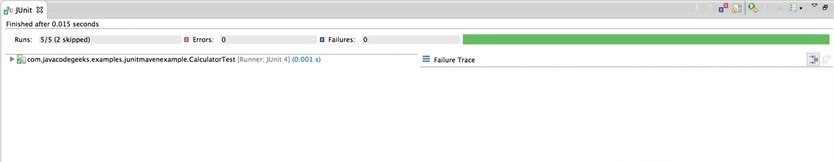 JUnit
Finished after 0.015 seconds
Runs: 5/5 (2 skipped) Errors: 0 Failures: 0
com.javacodegeeks.examples.junitmavenexample.CalculatorTest [Runner: JUnit 4] (0.001 s)
Failure Trace